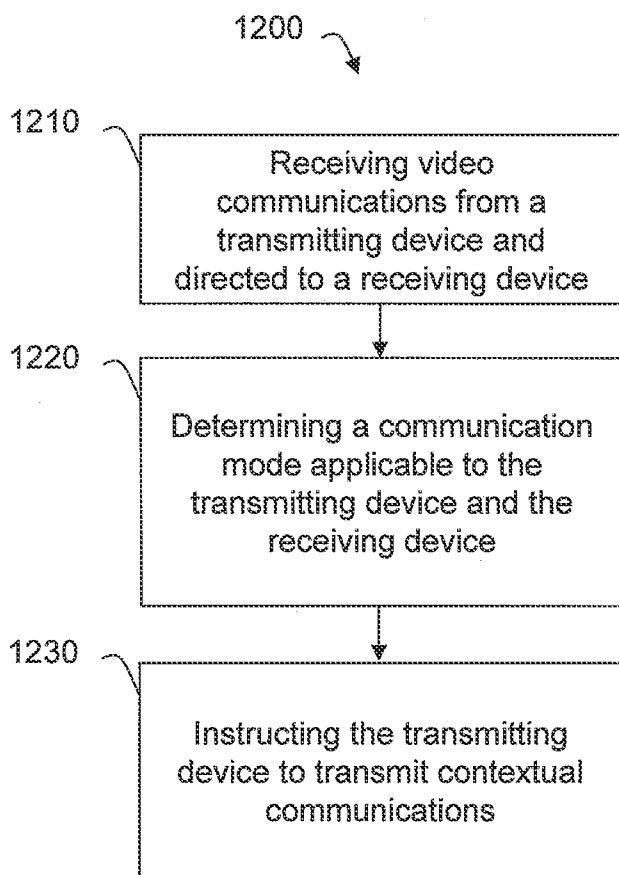 1200
1210
Receiving video
communications from a
transmitting device and
directed to a receiving device
1220
Determining a communication
mode applicable to the
transmitting device and the
receiving device
1230
Instructing the transmitting
device to transmit contextual
communications